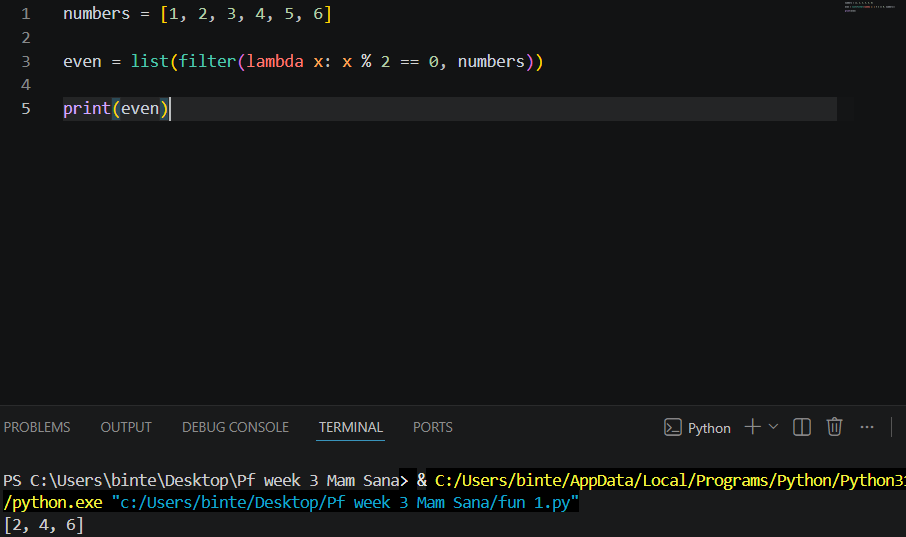 1 numbers = [1, 2, 3, 4, 5, 6]
2
3 even = list(filter(lambda x: x % 2 == 0, numbers))
4
5 print(even)
PROBLEMS OUTPUT DEBUG CONSOLE TERMINAL PORTS Python
PS C:\Users\binte\Desktop\Pf week 3 Mam Sana> & C:/Users/binte/AppData/Local/Programs/Python/Python31
/python.exe "c:/Users/binte/Desktop/Pf week 3 Mam Sana/fun 1.py"
[2, 4, 6]